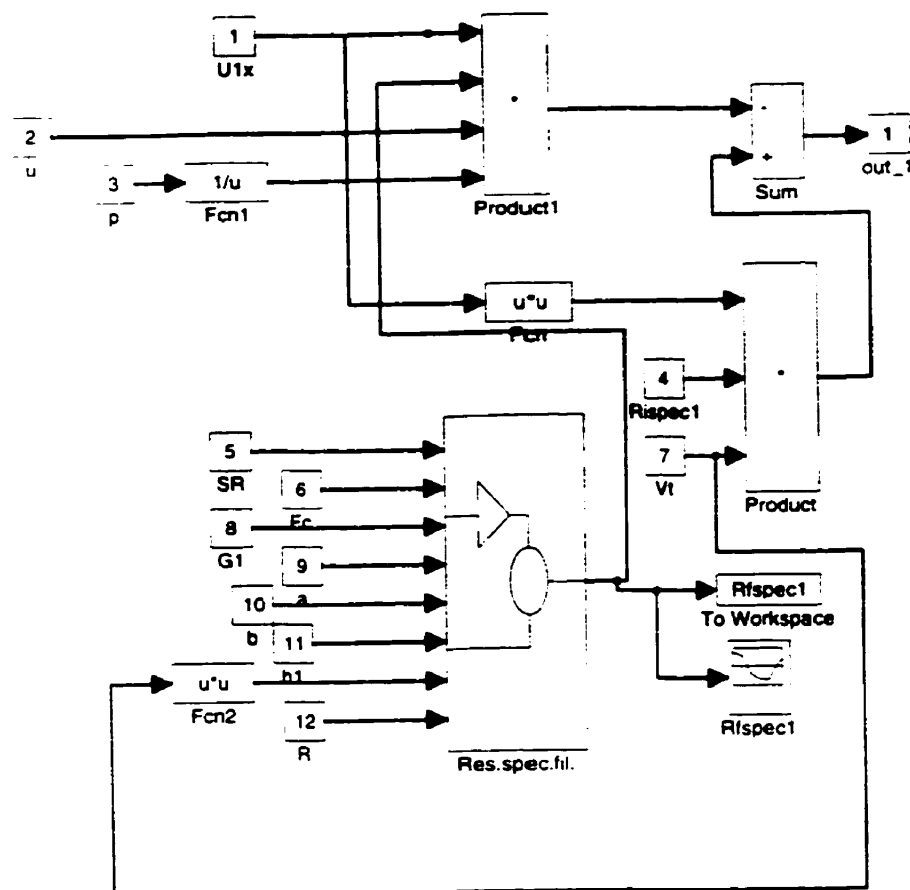 1
U1x
2
u
3
p
1/u
Fcn1
*
Product1
-
+
Sum
1
out_1
u*u
Fcn
4
Rispec1
7
Vt
*
Product
5
SR
6
Fc
8
G1
9
a
10
b
11
b1
u*u
Fcn2
12
R
Res.spec.fil.
Rfspec1
To Workspace
Rfspec1